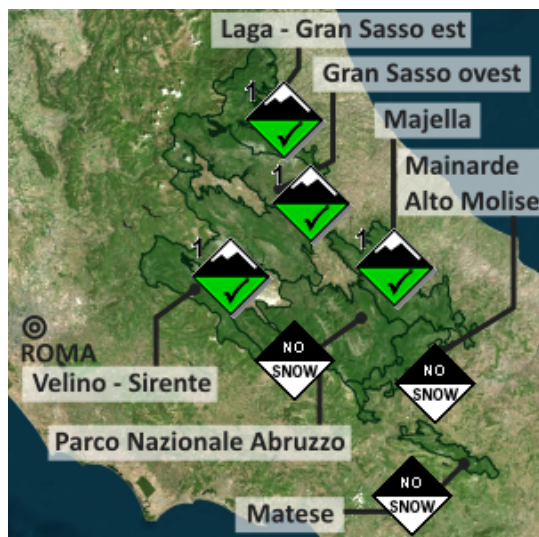 Laga - Gran Sasso est
Gran Sasso ovest
1
Majella
Mainarde
Alto Molise
1
1
1
ROMA
Velino - Sirente
NO
SNOW
NO
SNOW
Parco Nazionale Abruzzo
NO
SNOW
Matese